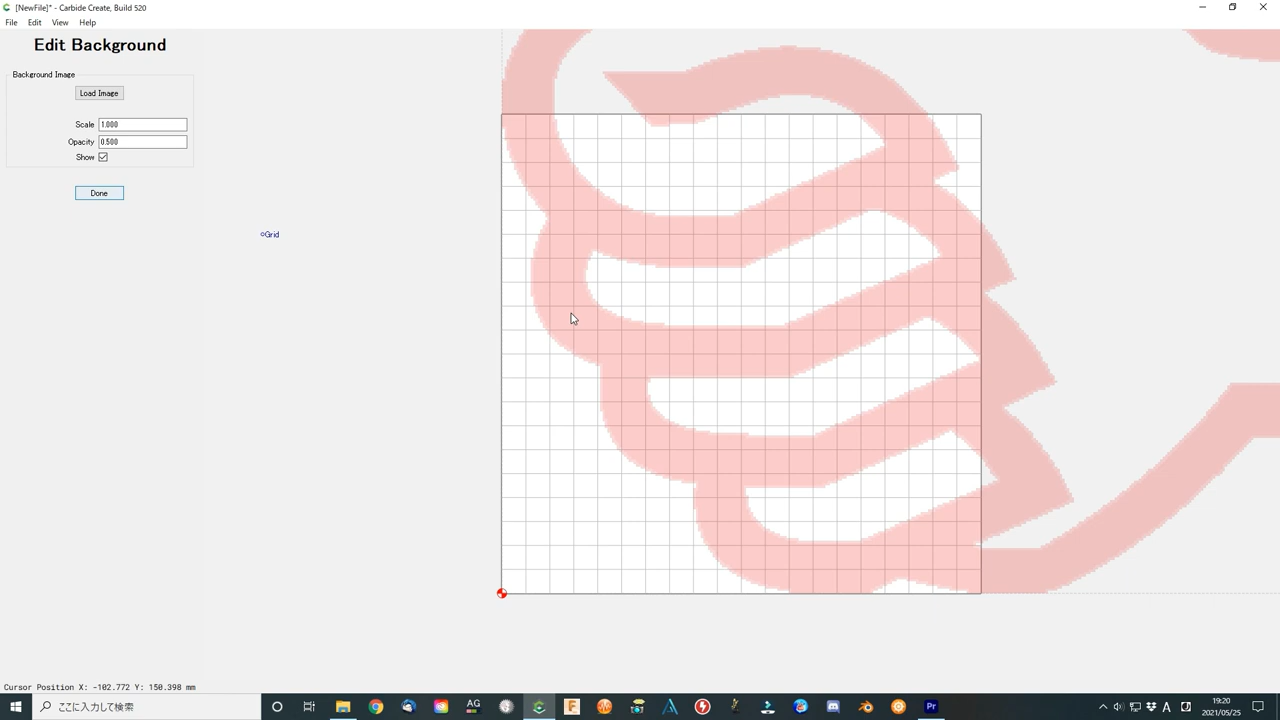 [NewFile]* - Carbide Create, Build 520
File Edit View Help
Edit Background
Background Image
Load Image
Scale 1.000
Opacity 0.500
Show
Done
Grid
Cursor Position X: -102.772 Y: 150.398 mm
ここに入力して検索
AG
F
Pr
A
19:20
2021/05/25